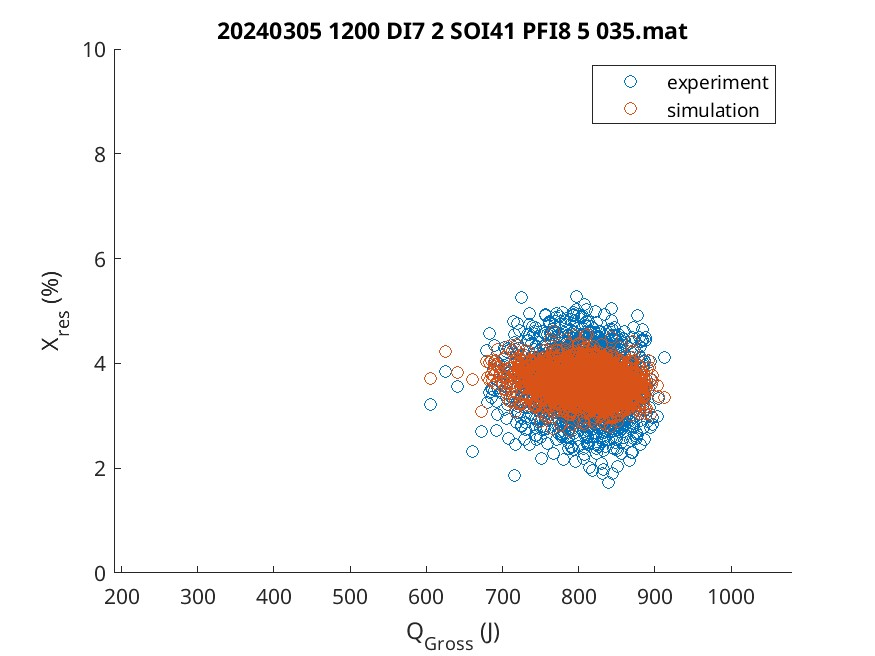 20240305 1200 DI7 2 SOI41 PFI8 5 035.mat
experiment
simulation
10
8
6
4
2
0
X_res (%)
200 300 400 500 600 700 800 900 1000
Q_Gross (J)